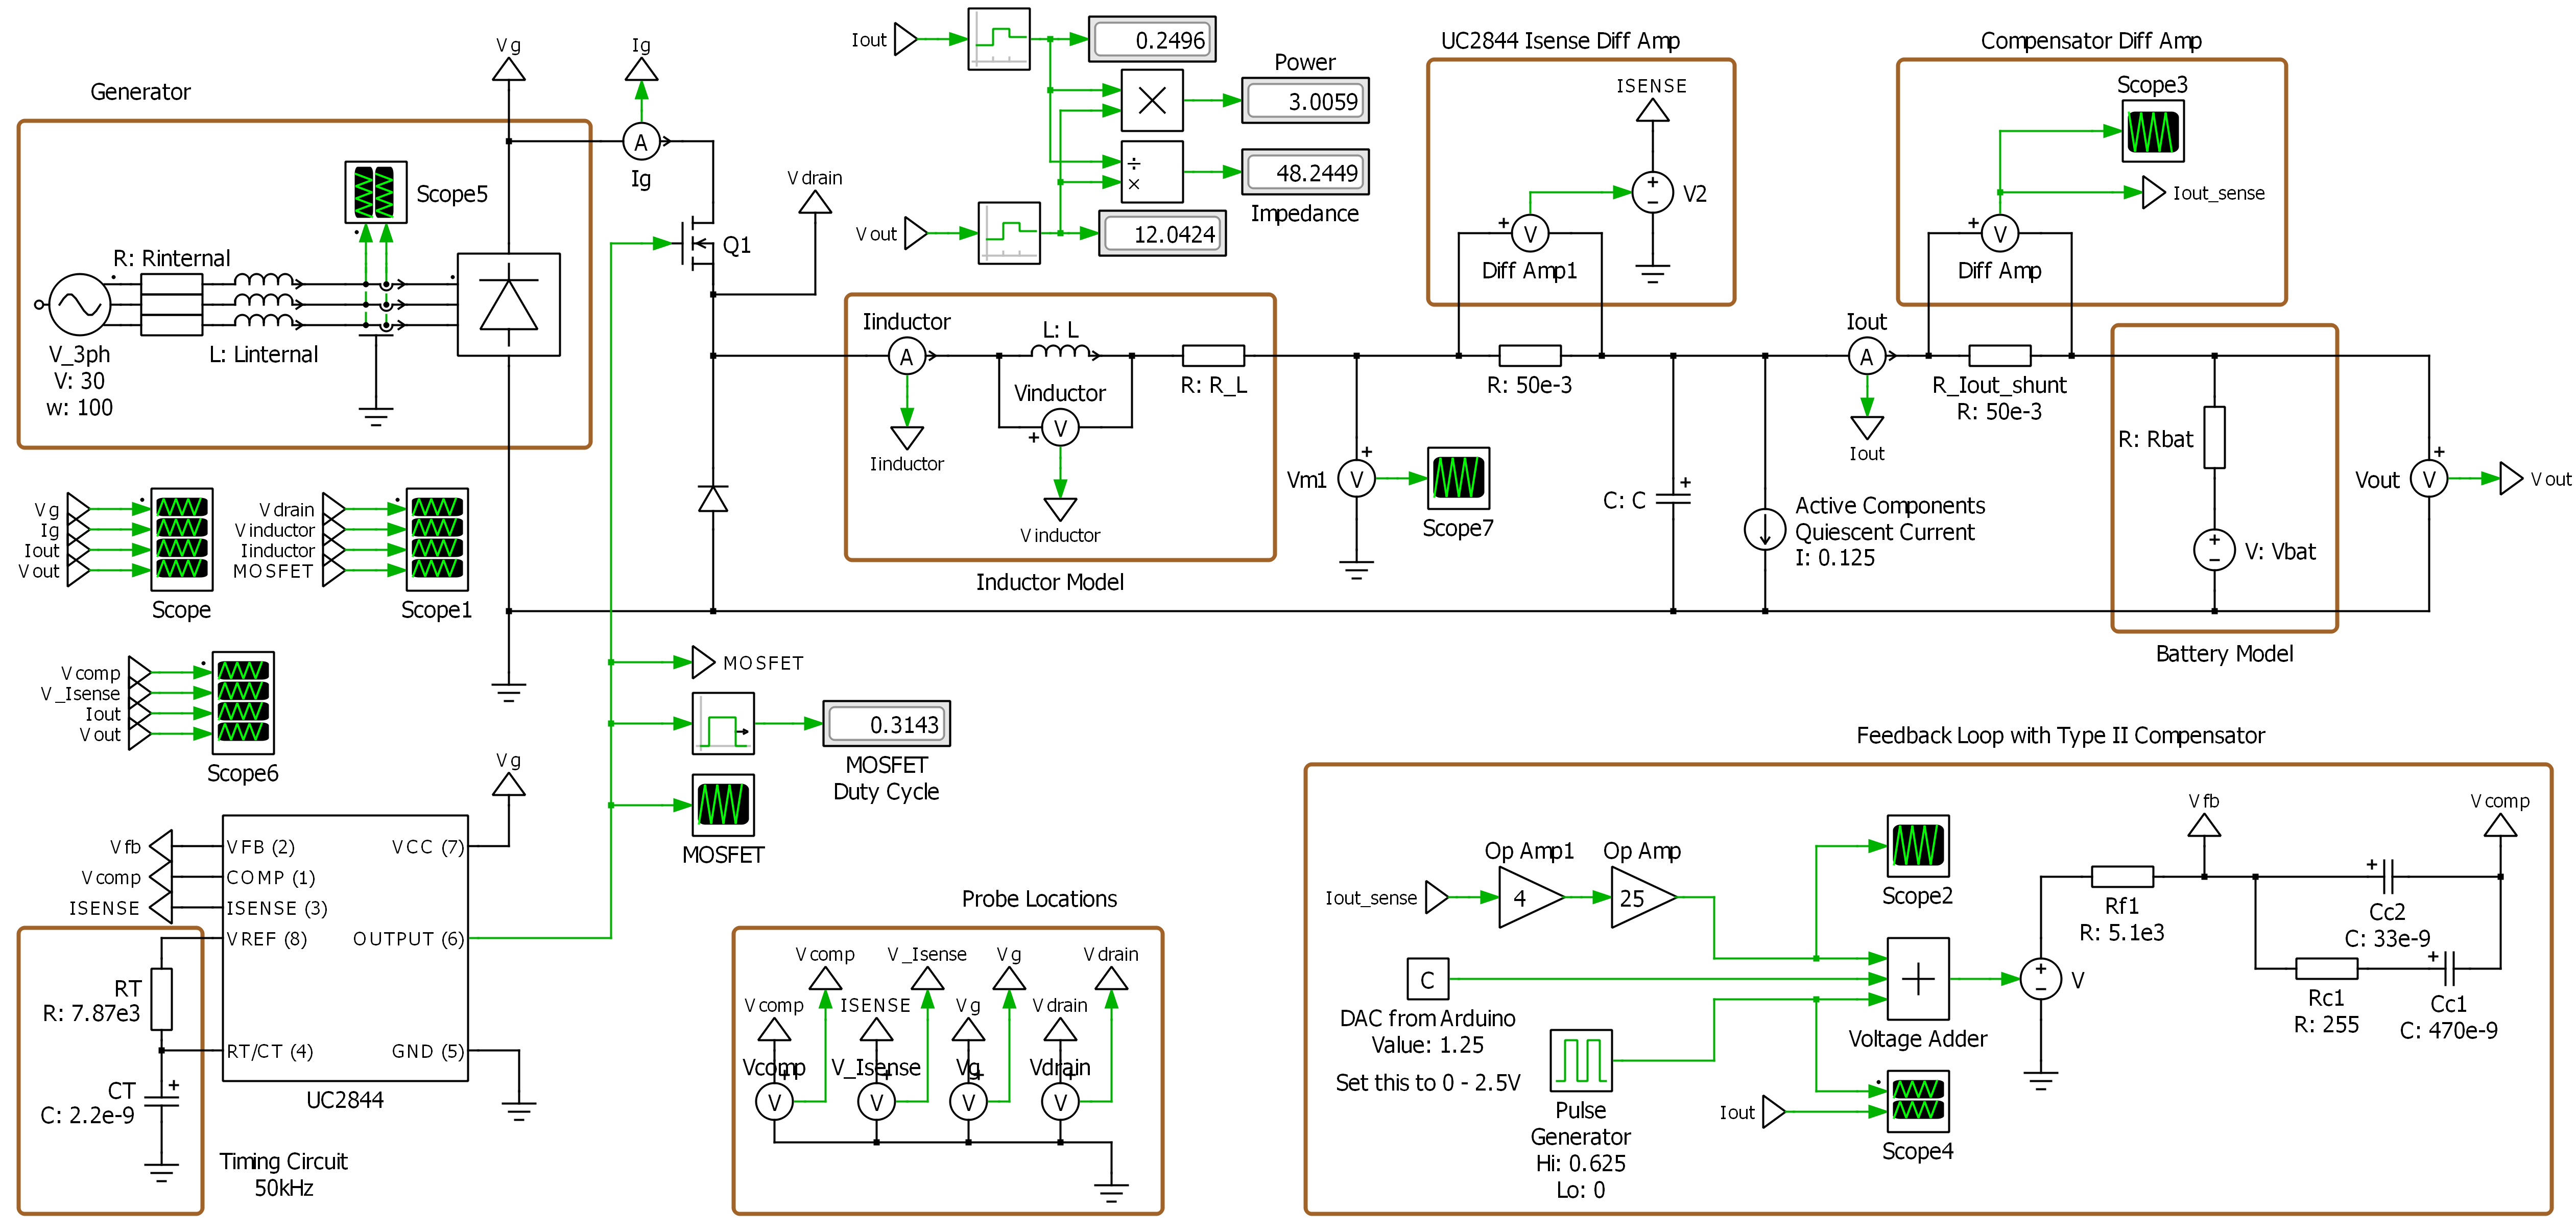 Generator
Vg
Ig
A
Ig
Scope5
R: Rinternal
L: Linternal
V_3ph
V: 30
w: 100
Q1
Vdrain
Iout
0.2496
Power
3.0059
÷
×
48.2449
Impedance
Vout
12.0424
UC2844 Isense Diff Amp
ISENSE
V2
V
Diff Amp1
Compensator Diff Amp
Scope3
Iout_sense
V
Diff Amp
Iinductor
A
Iinductor
L: L
Vinductor
V
Vinductor
R: R_L
Inductor Model
Vm1
V
Scope7
R: 50e-3
C: C
Active Components
Quiescent Current
I: 0.125
Iout
A
Iout
R_Iout_shunt
R: 50e-3
R: Rbat
V: Vbat
Battery Model
Vout
V
Vout
Vg
Ig
Iout
Vout
Scope
Vdrain
Vinductor
Iinductor
MOSFET
Scope1
Vcomp
V_Isense
Iout
Vout
Scope6
MOSFET
0.3143
MOSFET
Duty Cycle
MOSFET
Vg
Vfb
Vcomp
ISENSE
VFB (2)
COMP (1)
ISENSE (3)
VREF (8)
RT/CT (4)
VCC (7)
OUTPUT (6)
GND (5)
UC2844
RT
R: 7.87e3
CT
C: 2.2e-9
Timing Circuit
50kHz
Probe Locations
Vcomp
V_Isense
Vg
Vdrain
Vcomp
ISENSE
Vg
Vdrain
Vcomp
V_Isense
Vg
Vdrain
V
V
V
V
Feedback Loop with Type II Compensator
Op Amp1
Op Amp
Iout_sense
4
25
Scope2
C
DAC from Arduino
Value: 1.25
Set this to 0 - 2.5V
Voltage Adder
Pulse
Generator
Hi: 0.625
Lo: 0
Iout
Scope4
V
Vfb
Vcomp
Rf1
R: 5.1e3
Cc2
C: 33e-9
Rc1
R: 255
Cc1
C: 470e-9